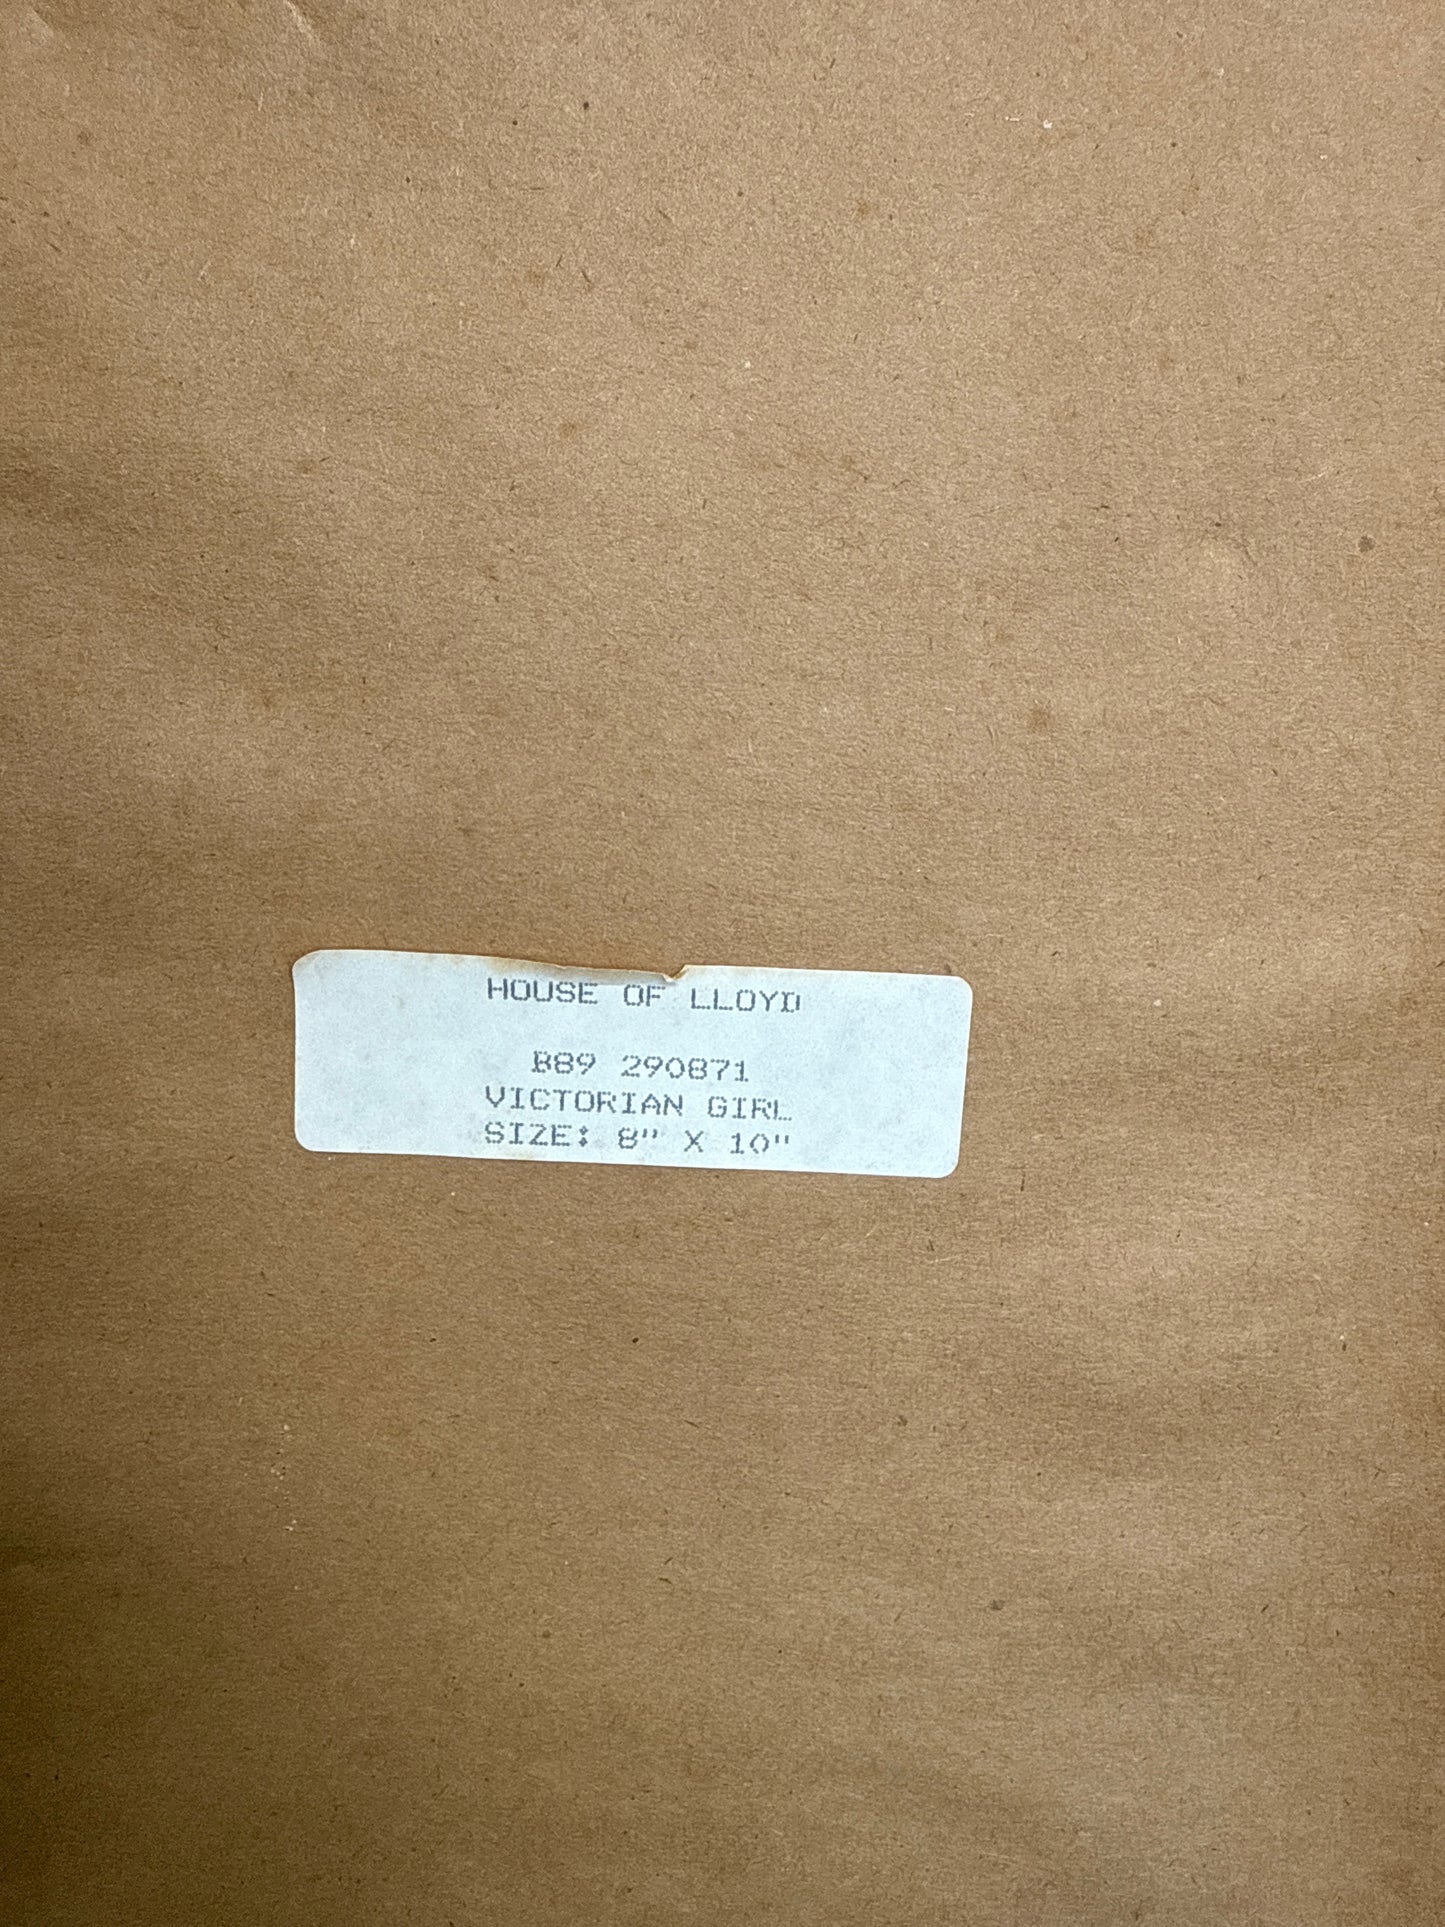 HOUSE OF LLOYD
B89 290871
VICTORIAN GIRL
SIZE: 8" X 10"